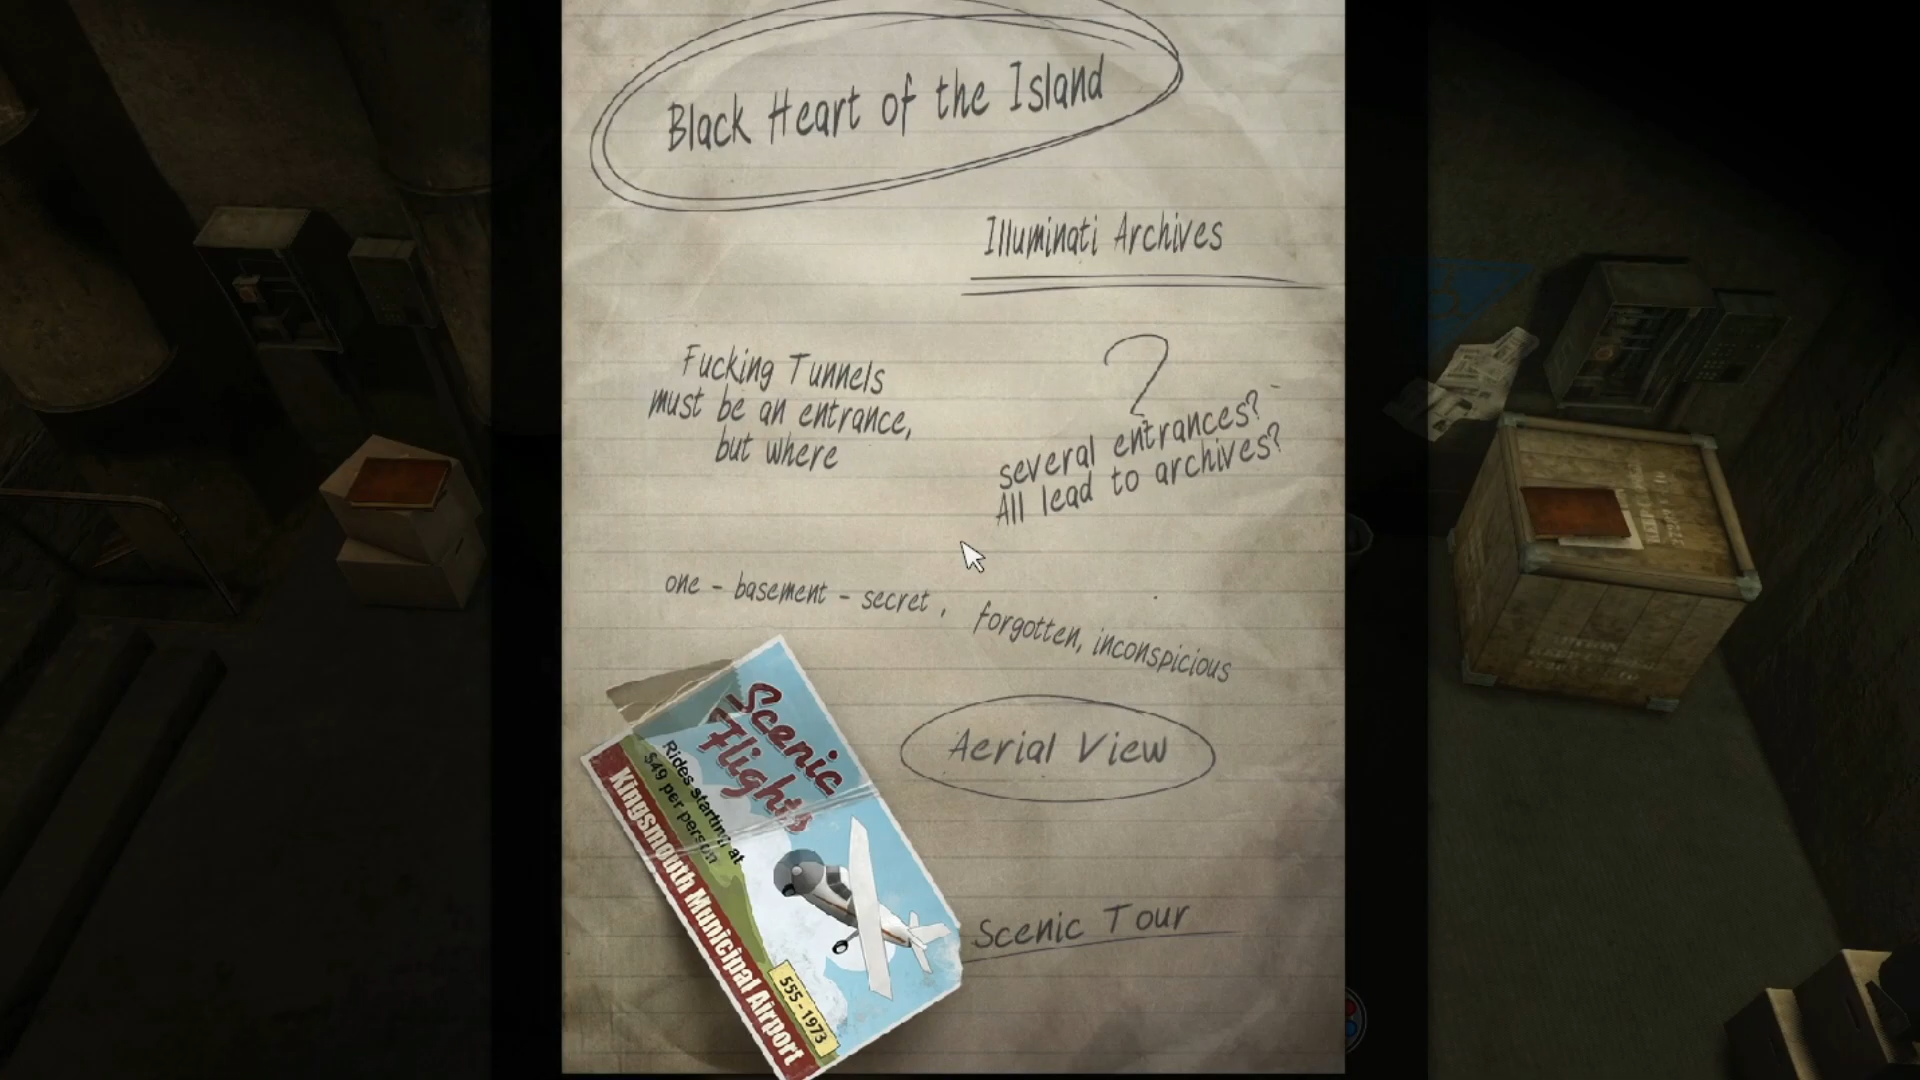 Black Heart of the Island
Illuminati Archives
Fucking Tunnels
must be an entrance,
but where
?
several entrances?
All lead to archives?
one - basement - secret , forgotten, inconspicious
Aerial View
Scenic
Flights
Rides starting at
$49 per person
Kingsmouth Municipal Airport
555-1973
Scenic Tour